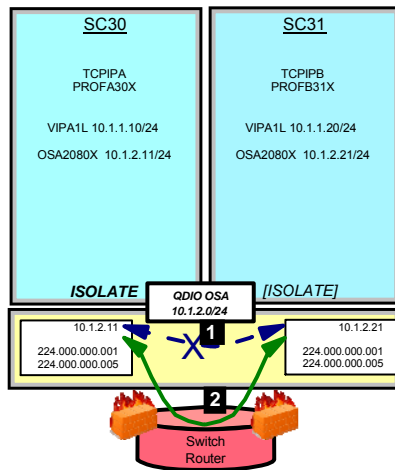 SC30
TCPIPA
PROFA30X
VIPA1L 10.1.1.10/24
OSA2080X 10.1.2.11/24
ISOLATE
SC31
TCPIPB
PROFB31X
VIPA1L 10.1.1.20/24
OSA2080X 10.1.2.21/24
[ISOLATE]
QDIO OSA
10.1.2.0/24
10.1.2.11
224.000.000.001
224.000.000.005
1
X
10.1.2.21
224.000.000.001
224.000.000.005
2
Switch
Router